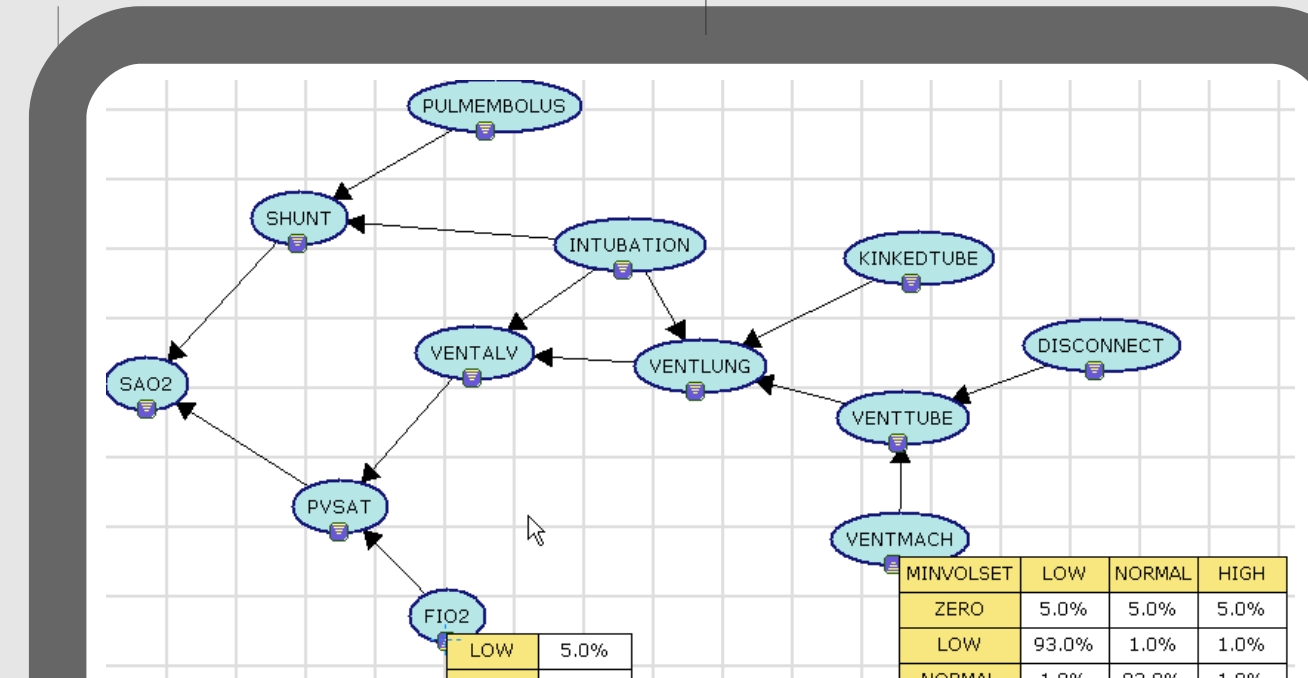 PULMEMBOLUS
SHUNT
INTUBATION
KINKEDTUBE
VENTALV
VENTLUNG
DISCONNECT
SAO2
VENTTUBE
PVSAT
VENTMACH
MINVOLSET LOW NORMAL HIGH
ZERO 5.0% 5.0% 5.0%
LOW 93.0% 1.0% 1.0%
FIO2
LOW 5.0%